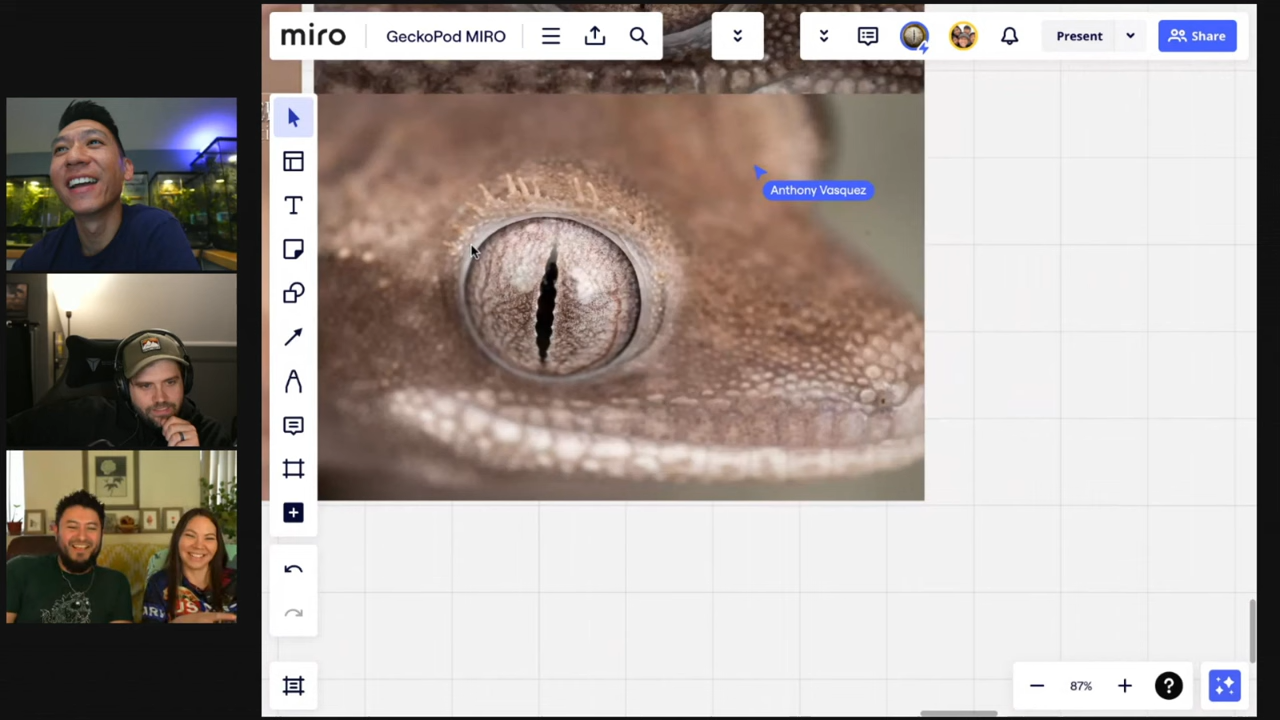 miro
GeckoPod MIRO
Present
Share
Anthony Vasquez
87%